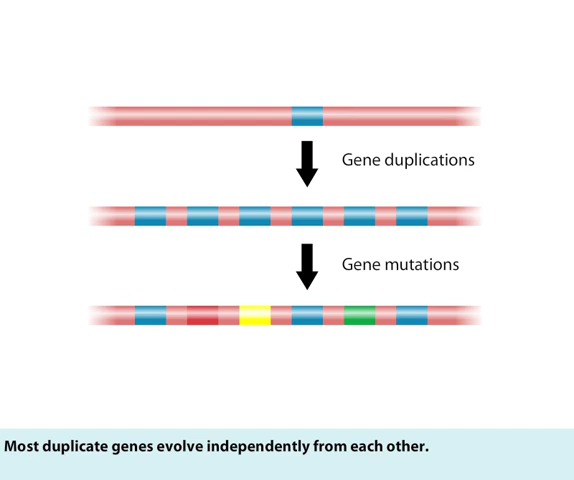 Gene duplications
Gene mutations
Most duplicate genes evolve independently from each other.